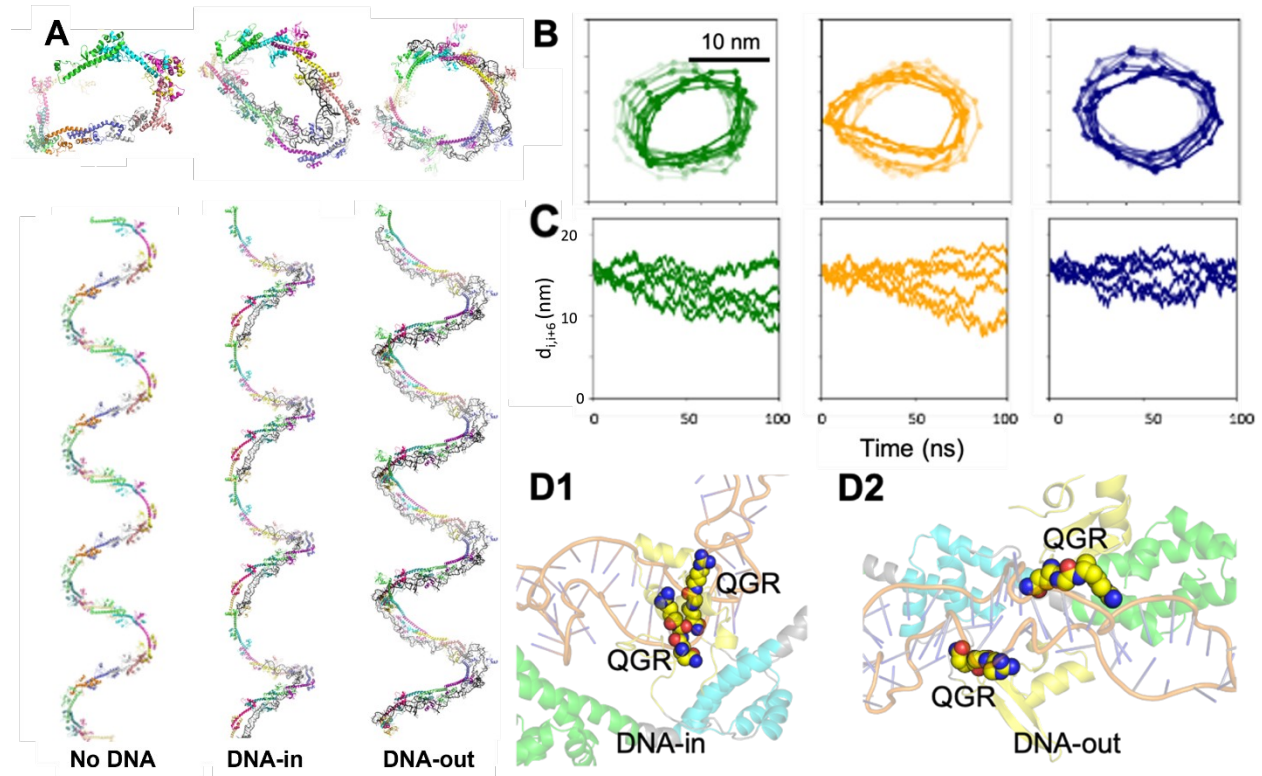 A
B
10 nm
C
20
10
0
d i,i+6 (nm)
0 50 100
0 50 100
0 50 100
Time (ns)
No DNA DNA-in DNA-out
D1
QGR
QGR
DNA-in
D2
QGR
QGR
DNA-out